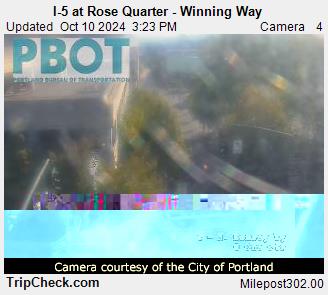 I-5 at Rose Quarter - Winning Way
Updated Oct 10 2024 3:23 PM Camera 4
PBOT
PORTLAND BUREAU OF TRANSPORTATION
Camera courtesy of the City of Portland
TripCheck.com Milepost302.00